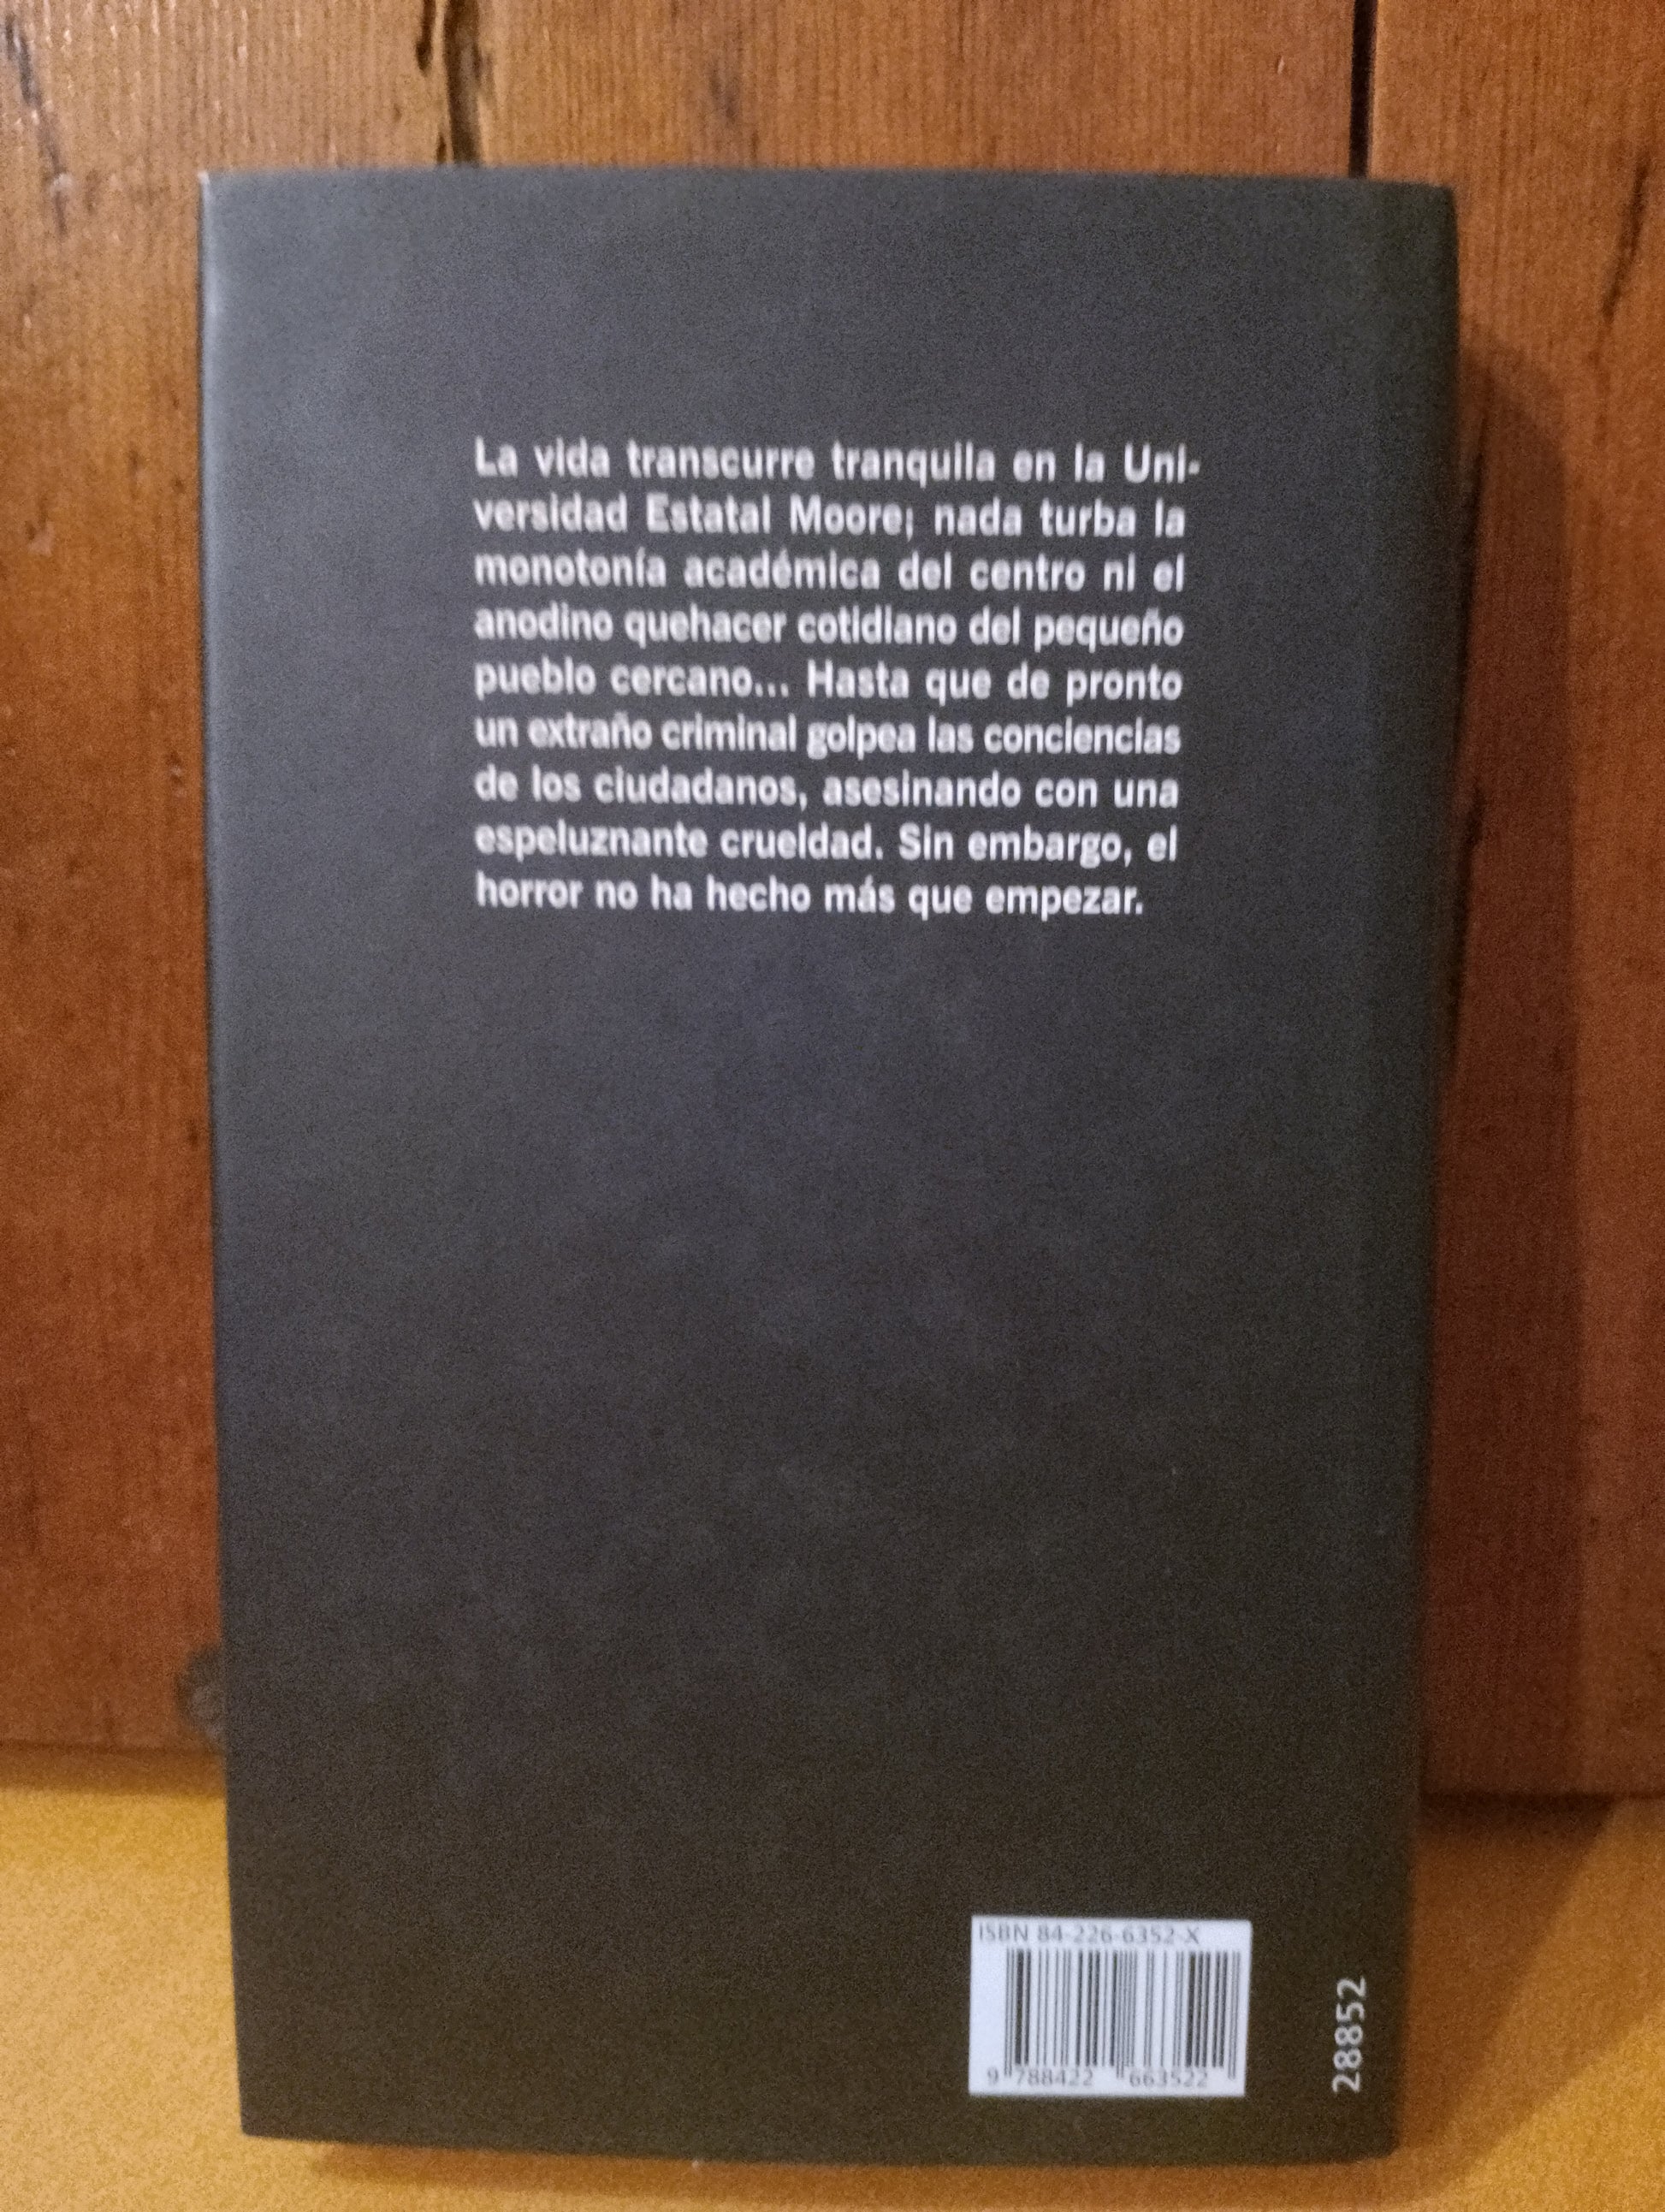 La vida transcurre tranquila en la Uni-
versidad Estatal Moore; nada turba la
monotonía académica del centro ni el
anodino quehacer cotidiano del pequeño
pueblo cercano... Hasta que de pronto
un extraño criminal golpea las conciencias
de los ciudadanos, asesinando con una
espeluznante crueldad. Sin embargo, el
horror no ha hecho más que empezar.
ISBN 84-226-6352-X
9 788422 663522
28852